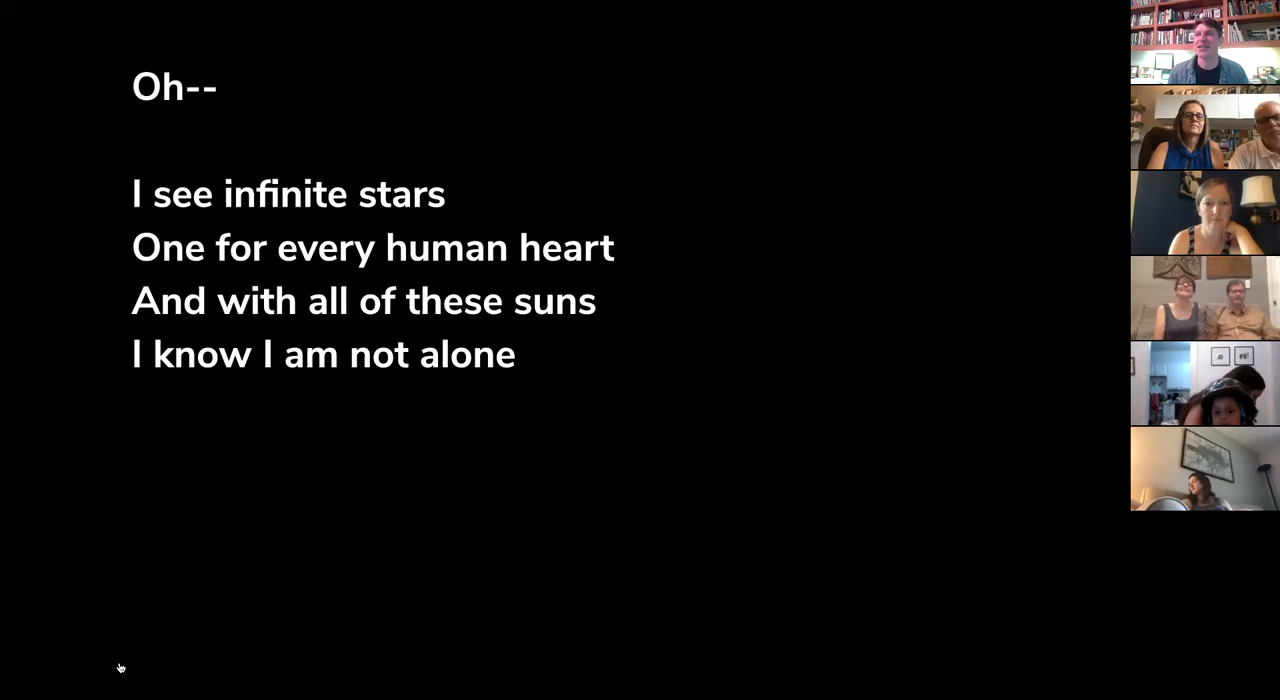 Oh--
I see infinite stars
One for every human heart
And with all of these suns
I know I am not alone